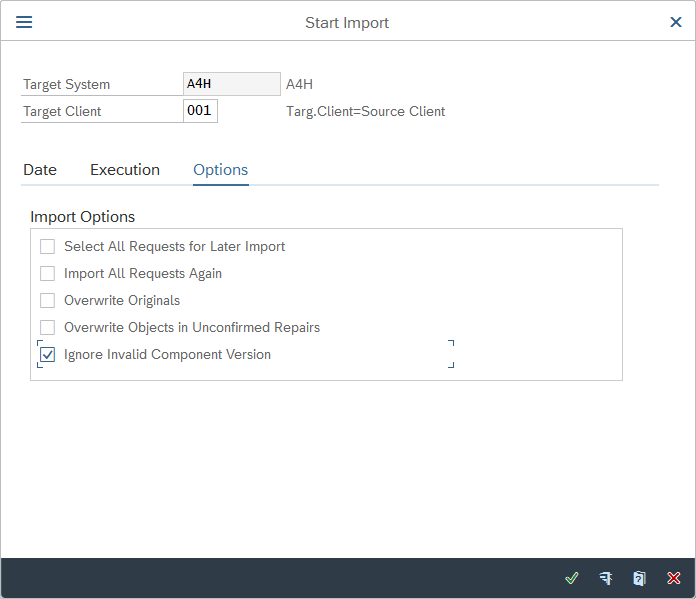 Start Import
Target System A4H A4H
Target Client 001 Targ.Client=Source Client
Date Execution Options
Import Options
Select All Requests for Later Import
Import All Requests Again
Overwrite Originals
Overwrite Objects in Unconfirmed Repairs
Ignore Invalid Component Version